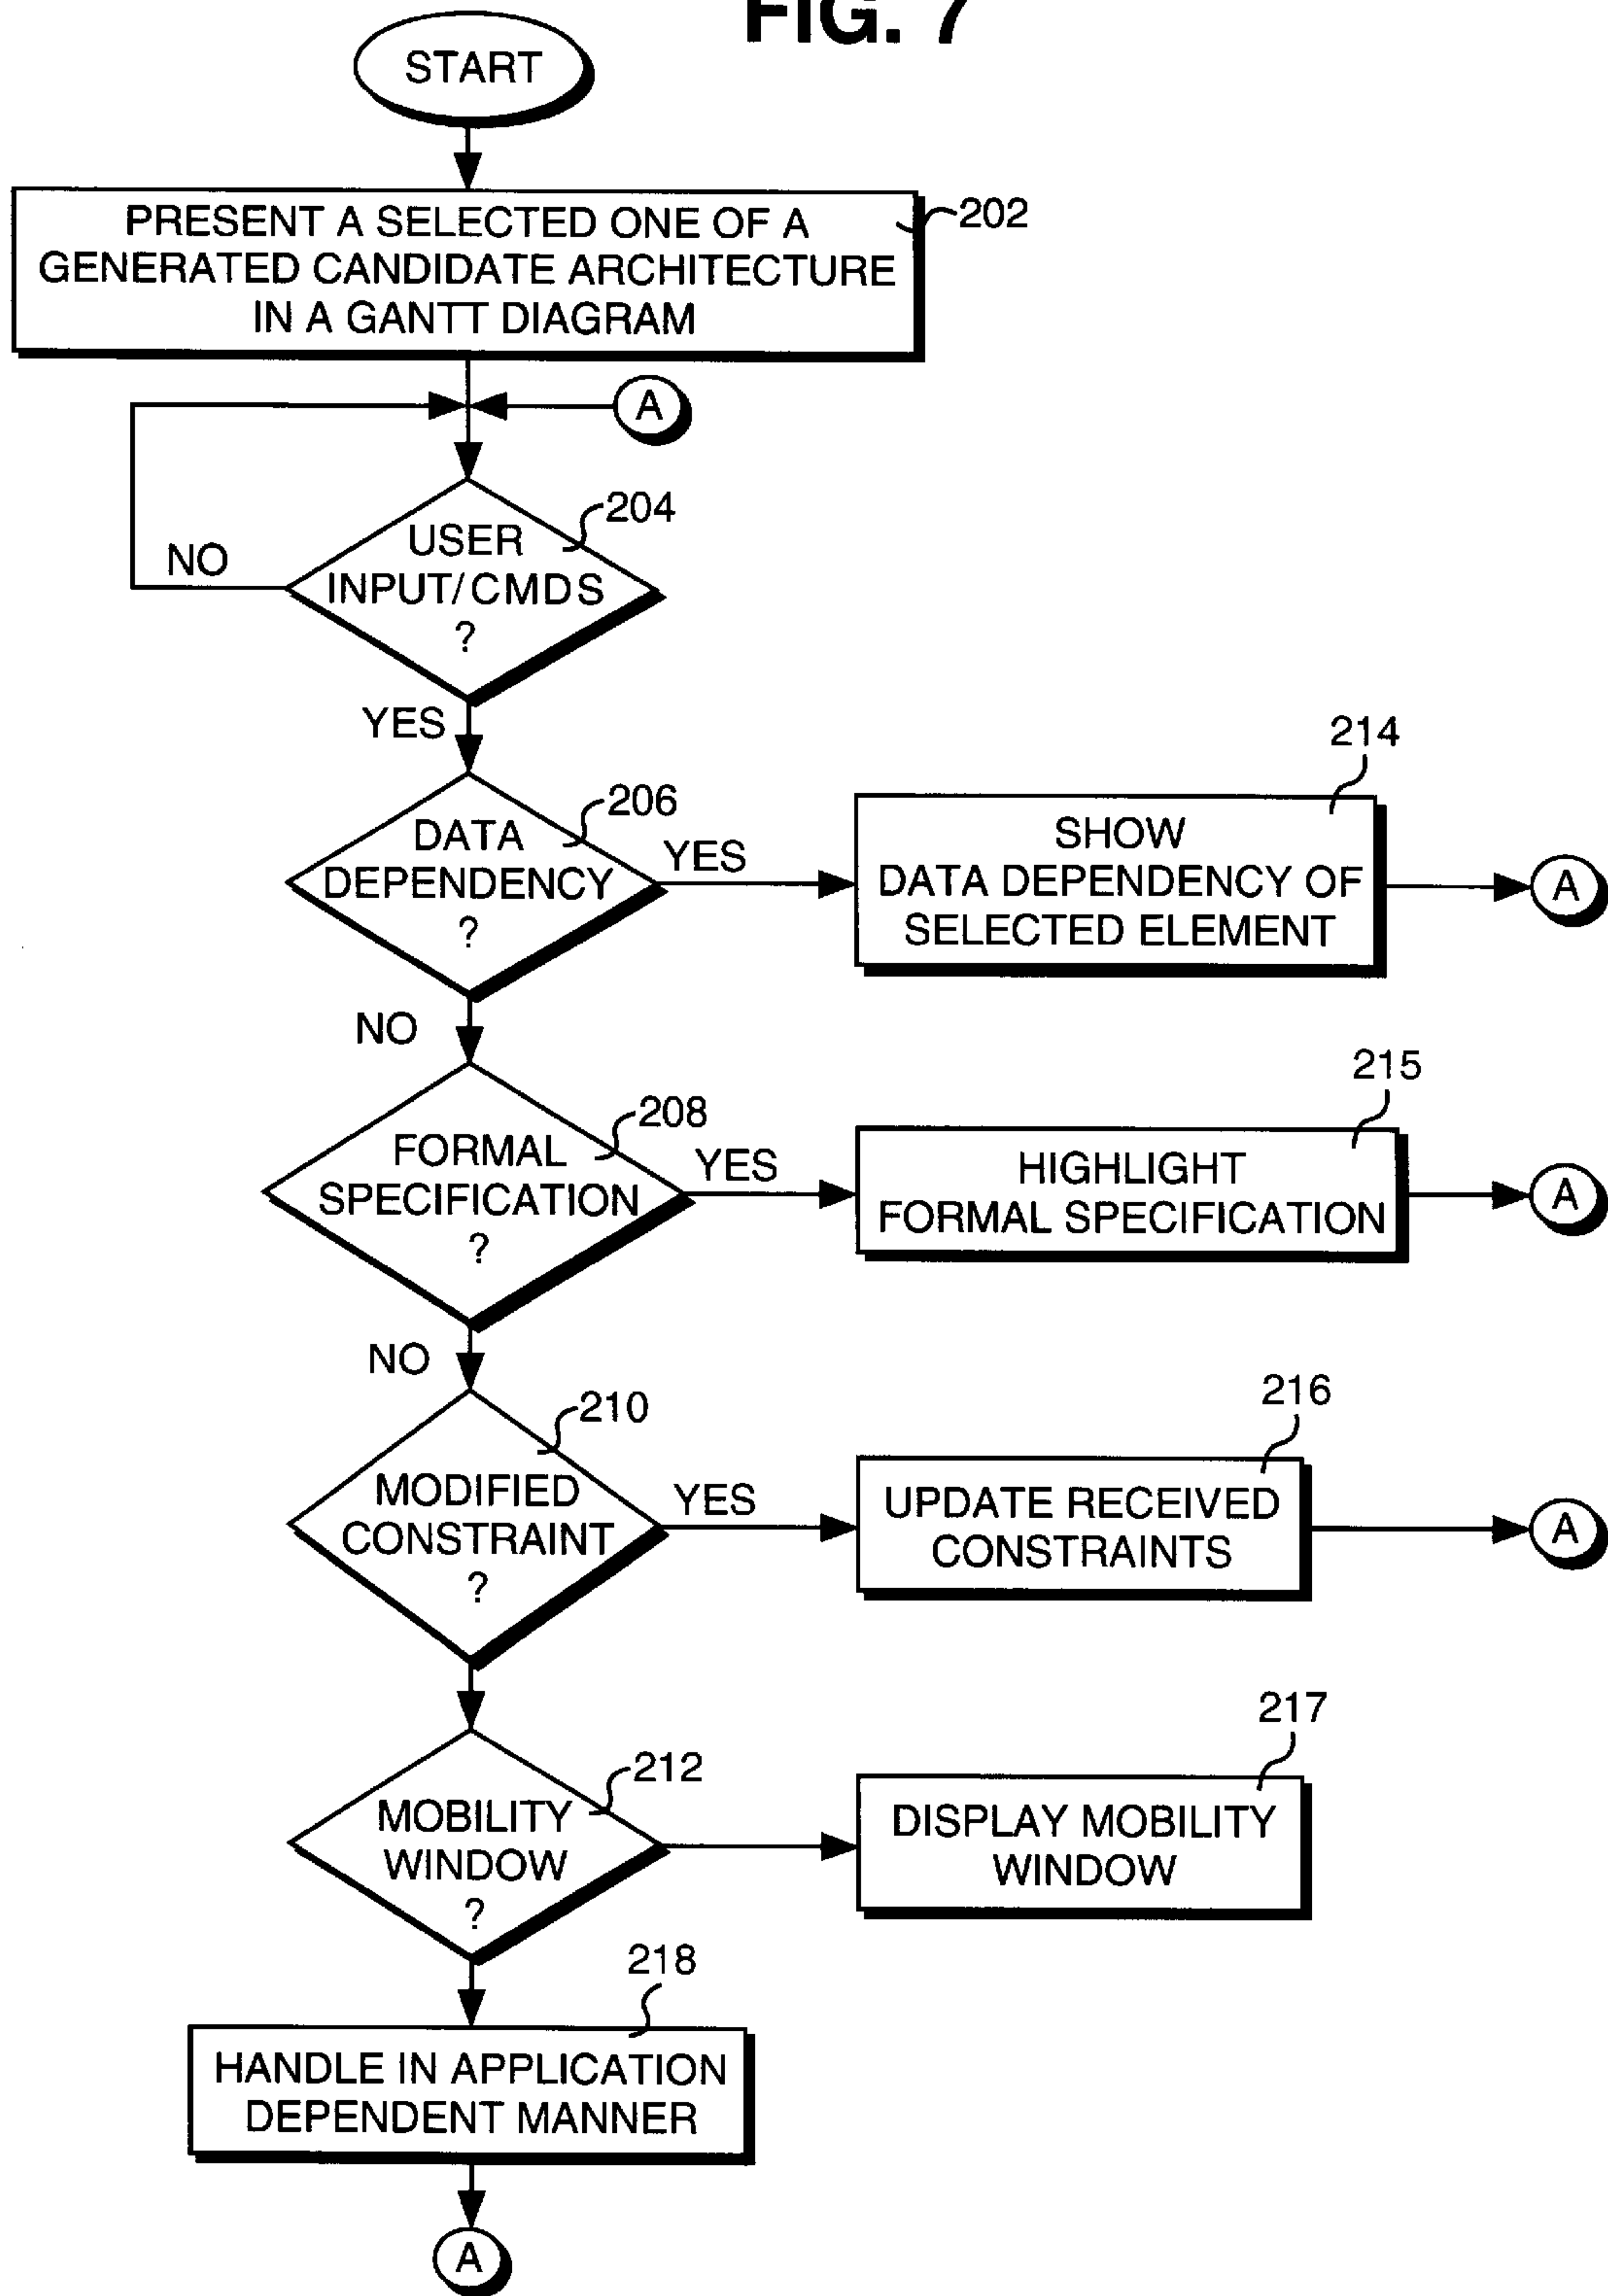 FIG. 7
START
PRESENT A SELECTED ONE OF A
GENERATED CANDIDATE ARCHITECTURE
IN A GANTT DIAGRAM
202
A
204
USER
INPUT/CMDS
?
NO
YES
206
DATA
DEPENDENCY
?
YES
214
SHOW
DATA DEPENDENCY OF
SELECTED ELEMENT
A
NO
208
FORMAL
SPECIFICATION
?
YES
215
HIGHLIGHT
FORMAL SPECIFICATION
A
NO
210
MODIFIED
CONSTRAINT
?
YES
216
UPDATE RECEIVED
CONSTRAINTS
A
212
MOBILITY
WINDOW
?
217
DISPLAY MOBILITY
WINDOW
218
HANDLE IN APPLICATION
DEPENDENT MANNER
A